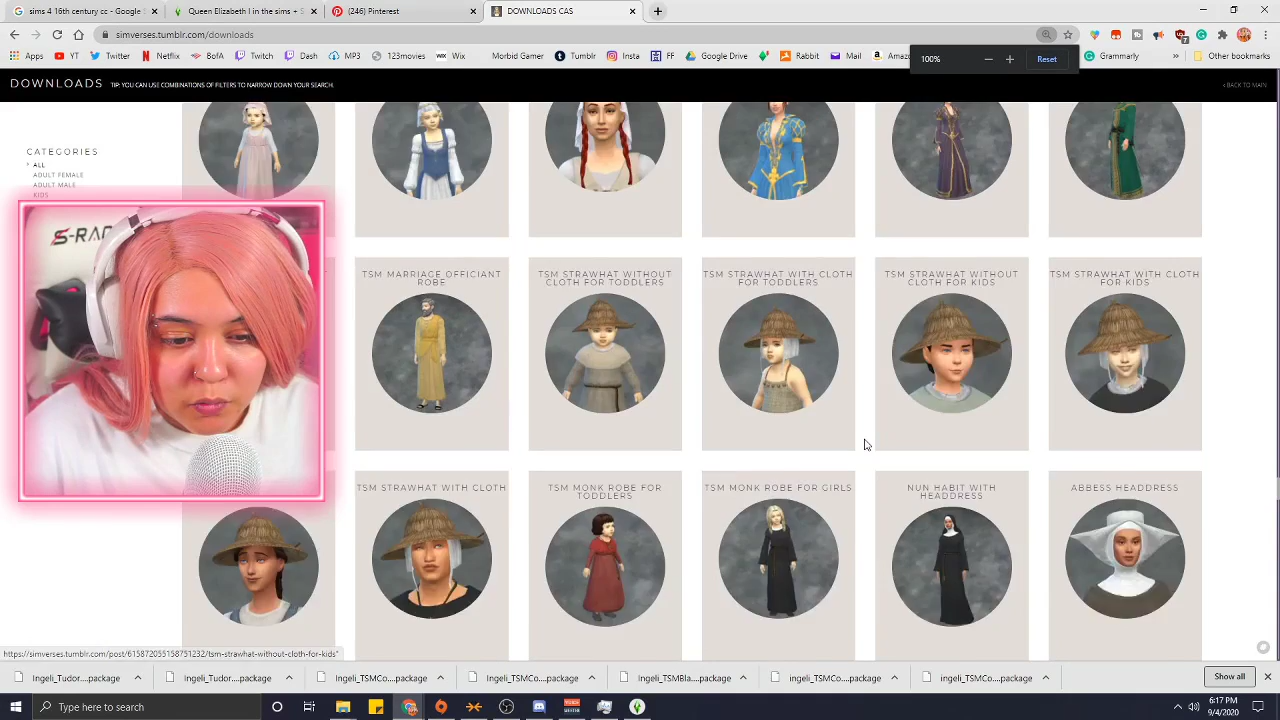 sims 4 16th century cc - Google S
Queen Elizabeth I in the sims - S
(246) Pinterest
DOWNLOADS CAS
simverses.tumblr.com/downloads
Apps
YT
Twitter
Netflix
BofA
Twitch
Dash
MP3
123movies
Wix
Morbid Gamer
Tumblr
Insta
FF
Google Drive
Rabbit
Mail
Amaz
Grammarly
Other bookmarks
100%
Reset
DOWNLOADS
TIP: YOU CAN USE COMBINATIONS OF FILTERS TO NARROW DOWN YOUR SEARCH.
< BACK TO MAIN
CATEGORIES
ALL
ADULT FEMALE
ADULT MALE
KIDS
S-RAC
TSM MARRIAGE OFFICIANT
ROBE
TSM STRAWHAT WITHOUT
CLOTH FOR TODDLERS
TSM STRAWHAT WITH CLOTH
FOR TODDLERS
TSM STRAWHAT WITHOUT
CLOTH FOR KIDS
TSM STRAWHAT WITH CLOTH
FOR KIDS
TSM STRAWHAT WITH CLOTH
TSM MONK ROBE FOR
TODDLERS
TSM MONK ROBE FOR GIRLS
NUN HABIT WITH
HEADDRESS
ABBESS HEADDRESS
https://simverses.tumblr.com/post/615872055158751232/tsm-strawhat-without-cloth-for-kids"
Ingeli_Tudor....package
Ingeli_Tudor....package
Ingeli_TSMCo....package
Ingeli_TSMCo....package
Ingeli_TSMBla....package
ingeli_TSMCo....package
ingeli_TSMCo....package
Show all
Type here to search
6:17 PM
9/4/2020